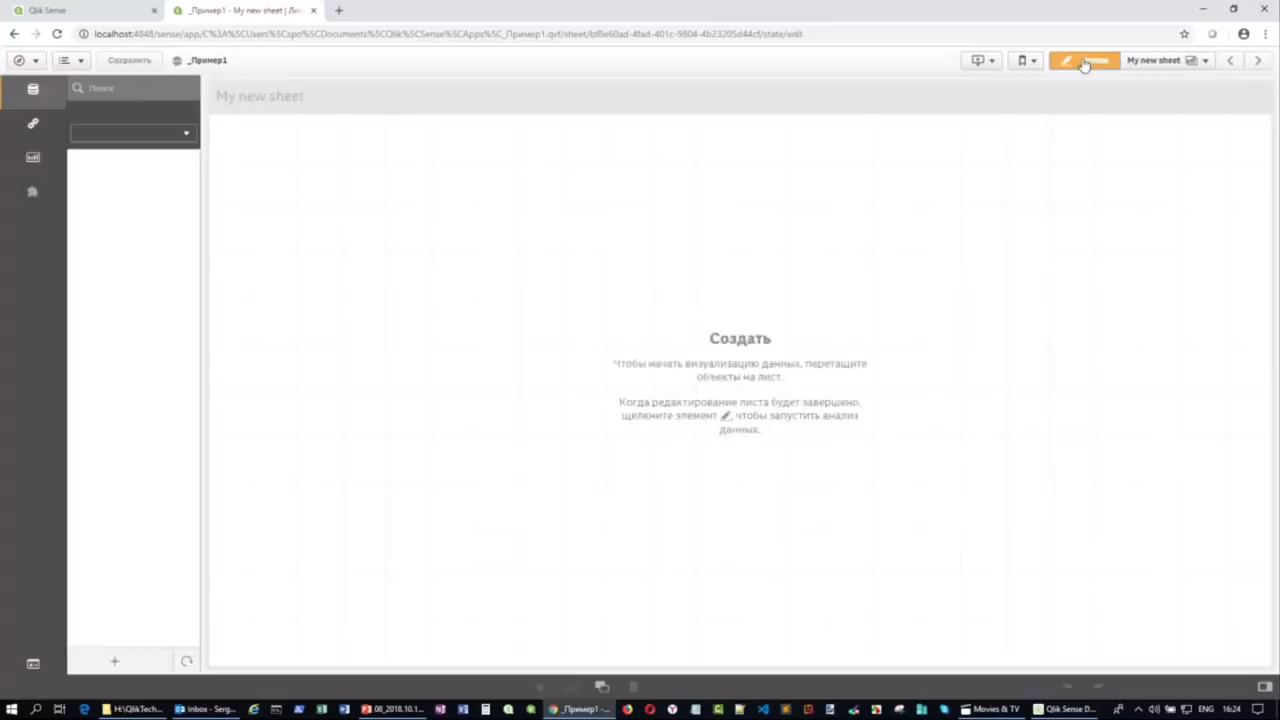 Qlik Sense
_Пример1 - My new sheet | Лис
localhost:4848/sense/app/C%3A%5CUsers%5Cspo%5CDocuments%5CQlik%5CSense%5CApps%5C_Пример1.qvf/sheet/bf8e60ad-4fad-401c-9804-4b23205d44cf/state/edit
Сохранить
_Пример1
My new sheet
Поиск
My new sheet
Создать
Чтобы начать визуализацию данных, перетащите
объекты на лист.
Когда редактирование листа будет завершено,
щелкните элемент , чтобы запустить анализ
данных.
H:\QlikTech...
Inbox - Serg...
08_2018.10.1...
_Пример1 -...
Movies & TV
Qlik Sense D...
ENG
16:24